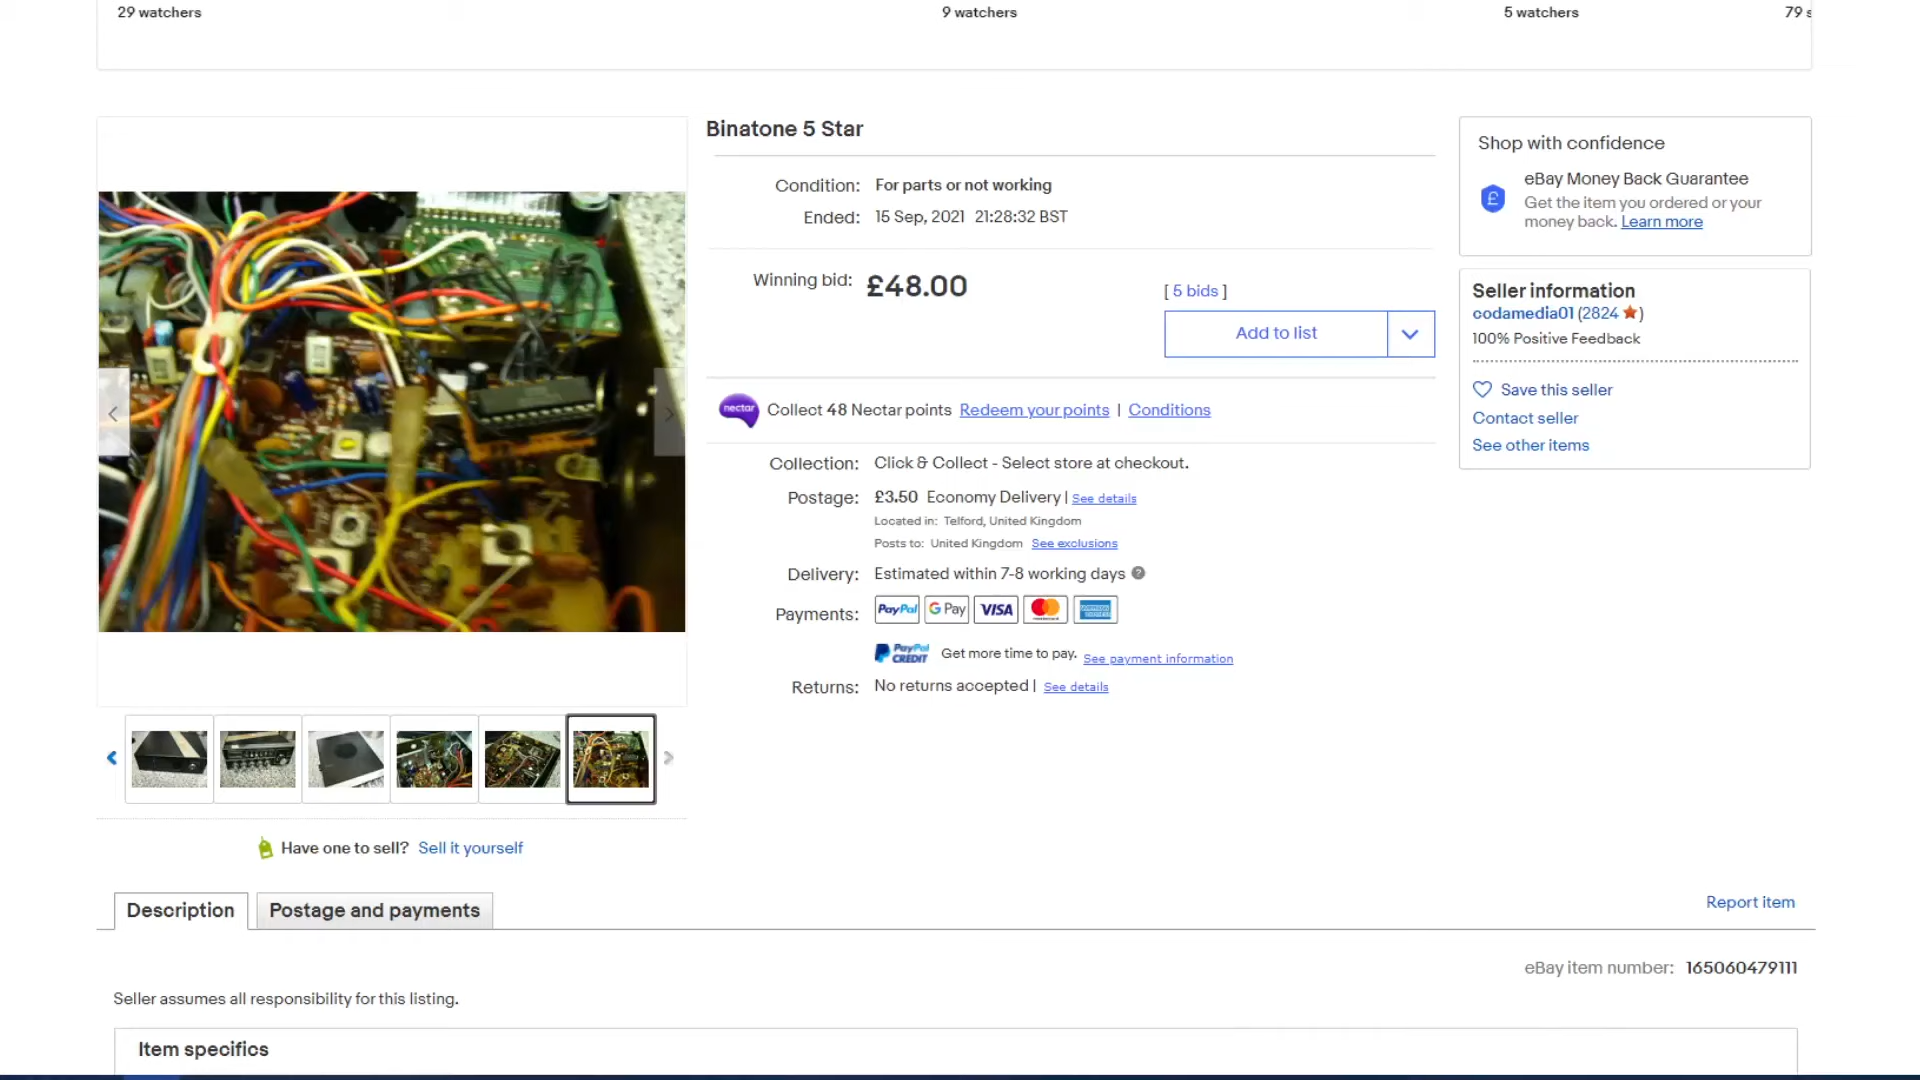 29 watchers
9 watchers
5 watchers
79 s
Binatone 5 Star
Condition: For parts or not working
Ended: 15 Sep, 2021 21:28:32 BST
Winning bid: £48.00
[ 5 bids ]
Add to list
nectar Collect 48 Nectar points Redeem your points | Conditions
Collection: Click & Collect - Select store at checkout.
Postage: £3.50 Economy Delivery | See details
Located in: Telford, United Kingdom
Posts to: United Kingdom See exclusions
Delivery: Estimated within 7-8 working days ?
Payments: PayPal G Pay VISA
PayPal CREDIT Get more time to pay. See payment information
Returns: No returns accepted | See details
Shop with confidence
£ eBay Money Back Guarantee
Get the item you ordered or your
money back. Learn more
Seller information
codamedia01 (2824 )
100% Positive Feedback
Save this seller
Contact seller
See other items
Have one to sell? Sell it yourself
Description
Postage and payments
Report item
eBay item number: 165060479111
Seller assumes all responsibility for this listing.
Item specifics